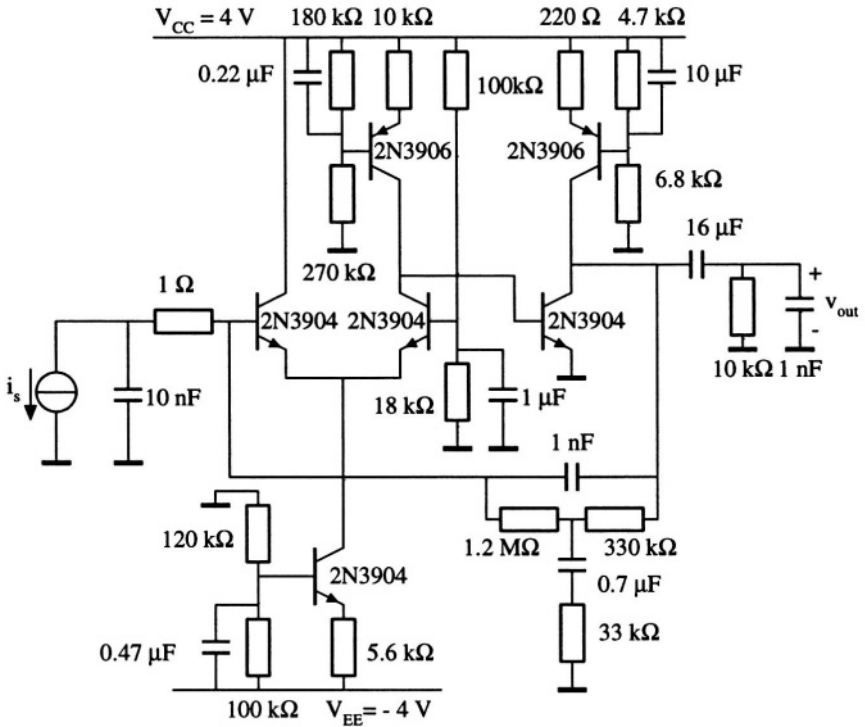 V_CC = 4 V
180 kΩ
10 kΩ
220 Ω
4.7 kΩ
0.22 µF
100kΩ
10 µF
2N3906
2N3906
6.8 kΩ
16 µF
270 kΩ
1 Ω
2N3904
2N3904
2N3904
+
v_out
-
i_s
10 nF
18 kΩ
1 µF
10 kΩ
1 nF
1 nF
120 kΩ
1.2 MΩ
330 kΩ
2N3904
0.7 µF
0.47 µF
5.6 kΩ
33 kΩ
100 kΩ
V_EE = - 4 V